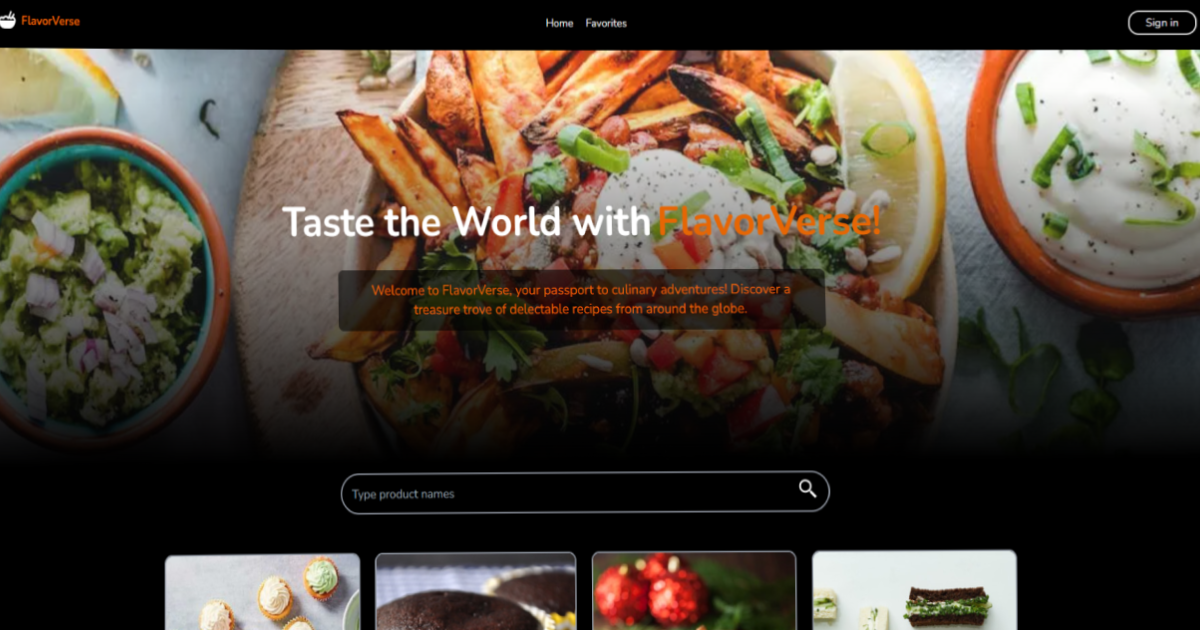 FlavorVerse
Home Favorites
Sign in
Taste the World with FlavorVerse!
Welcome to FlavorVerse, your passport to culinary adventures! Discover a
treasure trove of delectable recipes from around the globe.
Type product names